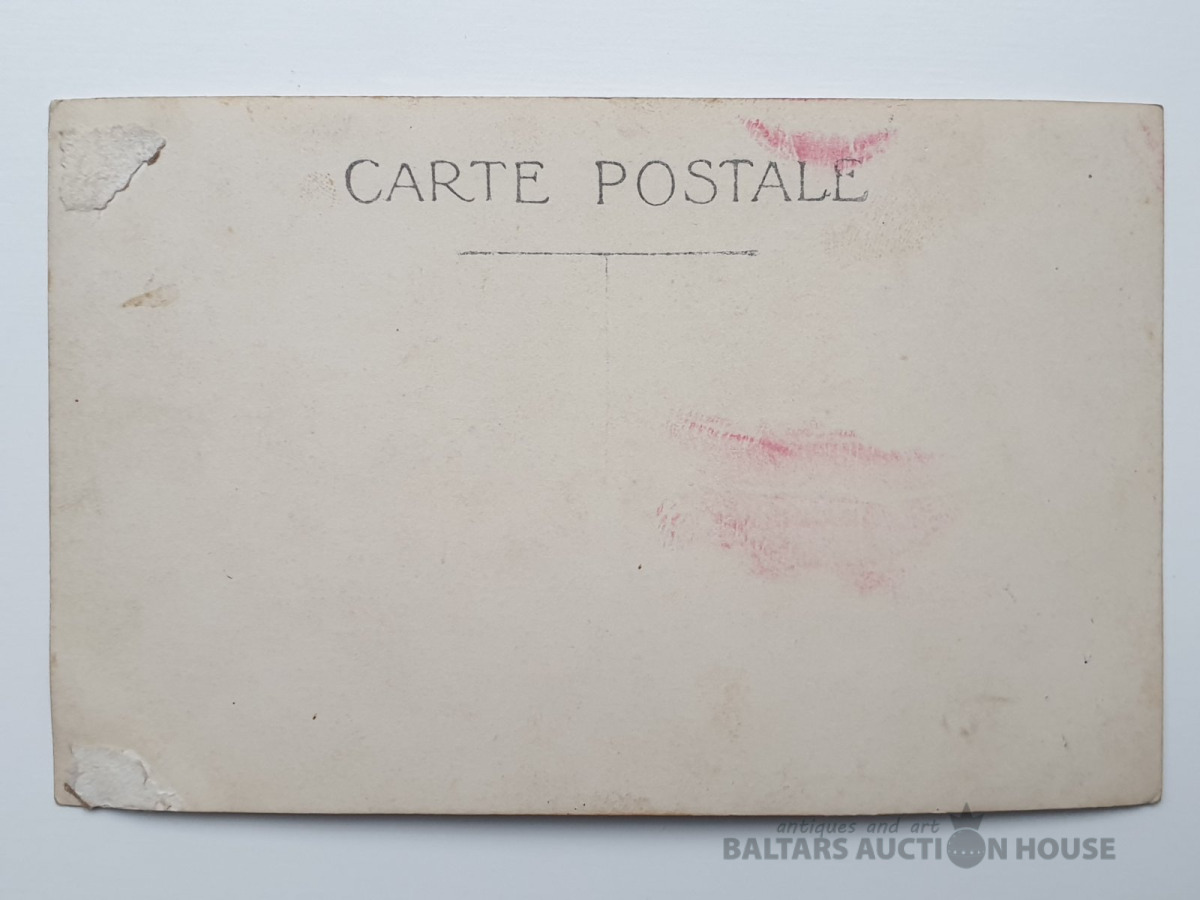 CARTE POSTALE
antiques and art
BALTARS AUCTION HOUSE